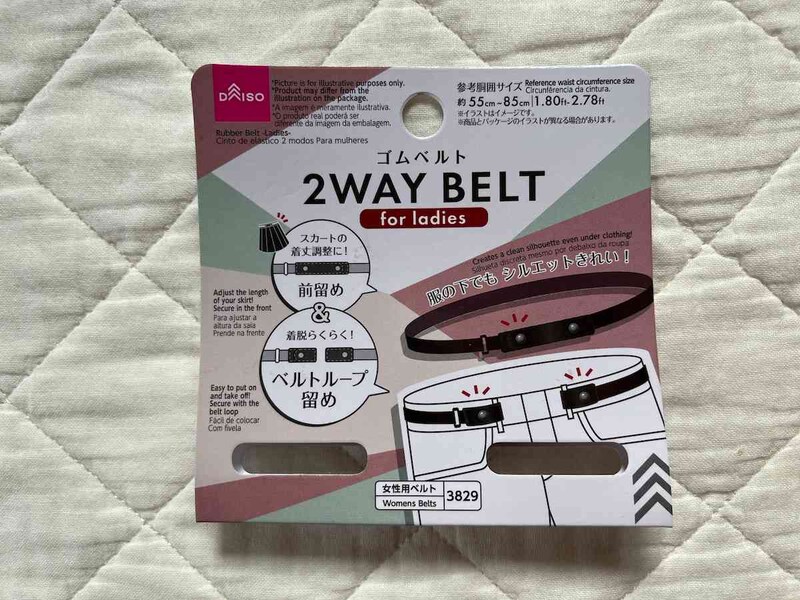 DAISO
*Picture is for illustrative purposes only.
*Product may differ from the
illustration on the package.
*A imagem é meramente ilustrativa.
*O produto real poderá ser
diferente da imagem da embalagem.
Rubber Belt -Ladies-
Cinto de elástico 2 modos Para mulheres
参考胴囲サイズ Reference waist circumference size
Circunferência da cintura.
約 55cm~85cm 1.80ft-2.78ft
※イラストはイメージです。
※商品とパッケージのイラストが異なる場合があります。
ゴムベルト
2WAY BELT
for ladies
スカートの
着丈調整に!
前留め
Adjust the length
of your skirt!
Secure in the front
Para ajustar a
altura da saia
Prende na frente
&
着脱らくらく!
ベルトループ
留め
Easy to put on
and take off!
Secure with the
belt loop
Fácil de colocar
Com fivela
Creates a clean silhouette even under clothing!
Silhueta discreta mesmo por debaixo da roupa
服の下でも シルエットきれい!
女性用ベルト
Womens Belts
3829